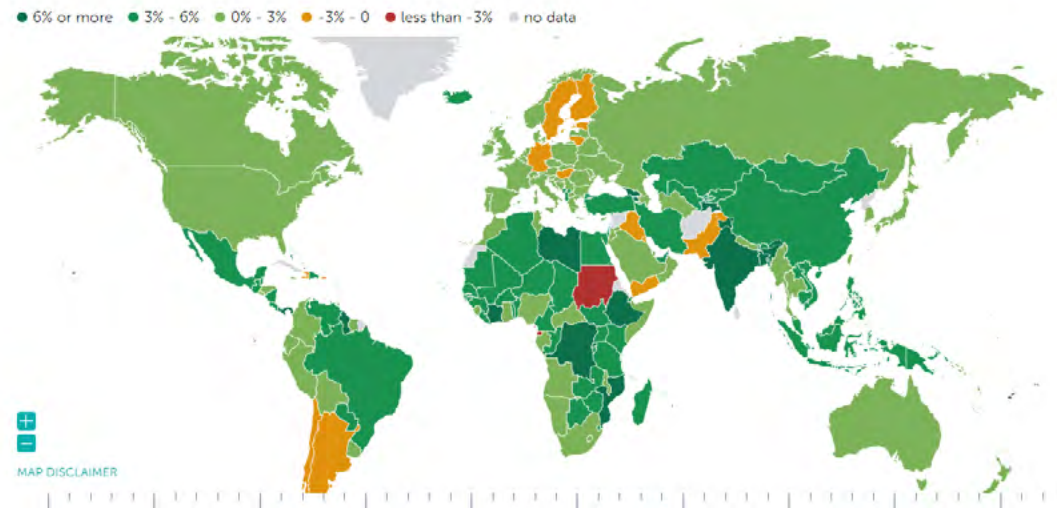 6% or more 3% - 6% 0% - 3% -3% - 0 less than -3% no data
+
−
MAP DISCLAIMER